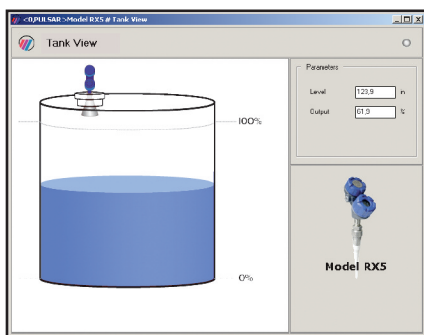 <0,PULSAR >Model RX5 # Tank View
Tank View
Parameters
Level 123,9 in
Output 61,9 %
100%
0%
Model RX5